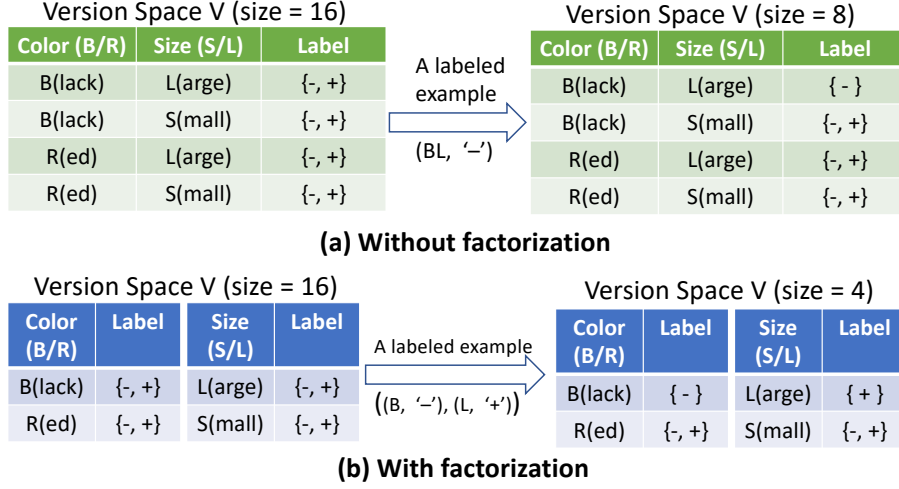 Version Space V (size = 16)
Color (B/R) Size (S/L) Label
B(lack) L(arge) {-, +}
B(lack) S(mall) {-, +}
R(ed) L(arge) {-, +}
R(ed) S(mall) {-, +}
A labeled
example
(BL, ‘–’)
Version Space V (size = 8)
Color (B/R) Size (S/L) Label
B(lack) L(arge) { - }
B(lack) S(mall) {-, +}
R(ed) L(arge) {-, +}
R(ed) S(mall) {-, +}
(a) Without factorization
Version Space V (size = 16)
Color
(B/R)
Label
Size
(S/L)
Label
B(lack) {-, +} L(arge) {-, +}
R(ed) {-, +} S(mall) {-, +}
A labeled example
((B, ‘–’), (L, ‘+’))
Version Space V (size = 4)
Color
(B/R)
Label
Size
(S/L)
Label
B(lack) { - } L(arge) { + }
R(ed) {-, +} S(mall) {-, +}
(b) With factorization